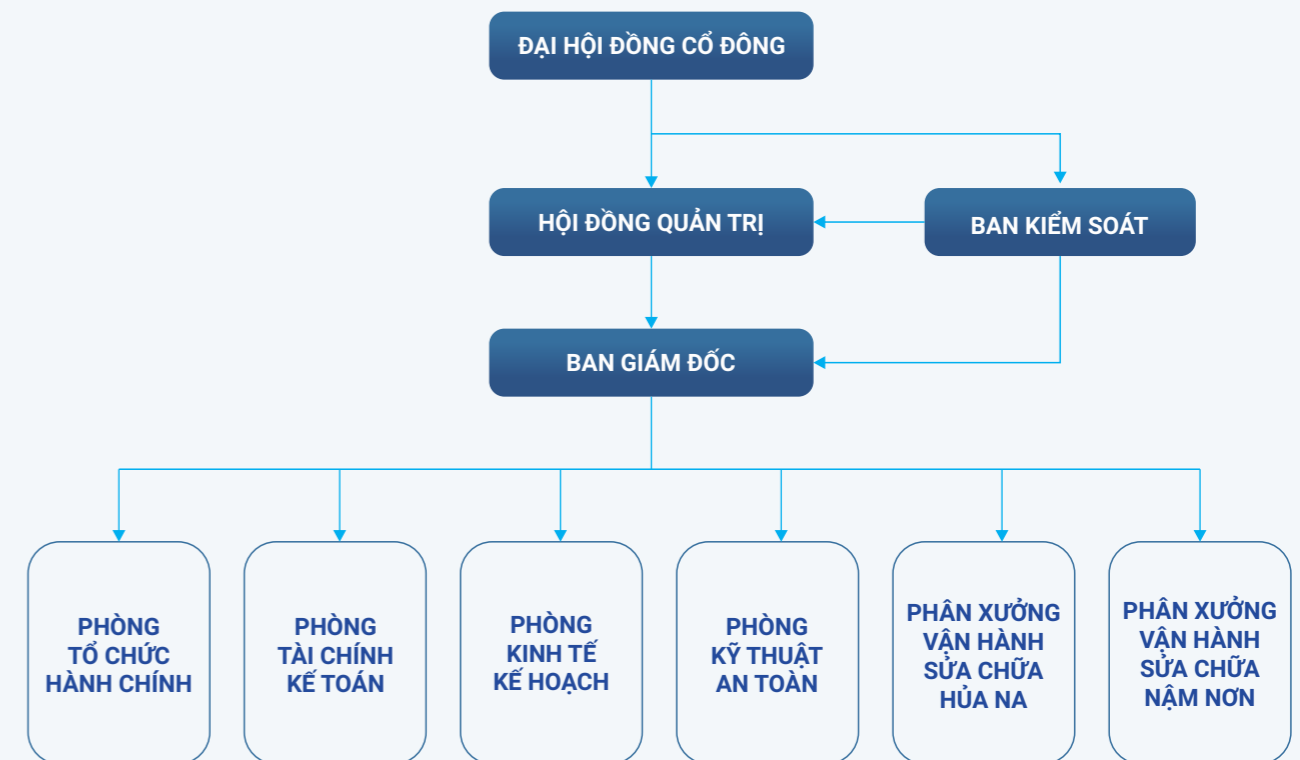 ĐẠI HỘI ĐỒNG CỔ ĐÔNG
HỘI ĐỒNG QUẢN TRỊ
BAN KIỂM SOÁT
BAN GIÁM ĐỐC
PHÒNG
TỔ CHỨC
HÀNH CHÍNH
PHÒNG
TÀI CHÍNH
KẾ TOÁN
PHÒNG
KINH TẾ
KẾ HOẠCH
PHÒNG
KỸ THUẬT
AN TOÀN
PHÂN XƯỞNG
VẬN HÀNH
SỬA CHỮA
HỦA NA
PHÂN XƯỞNG
VẬN HÀNH
SỬA CHỮA
NẬM NƠN